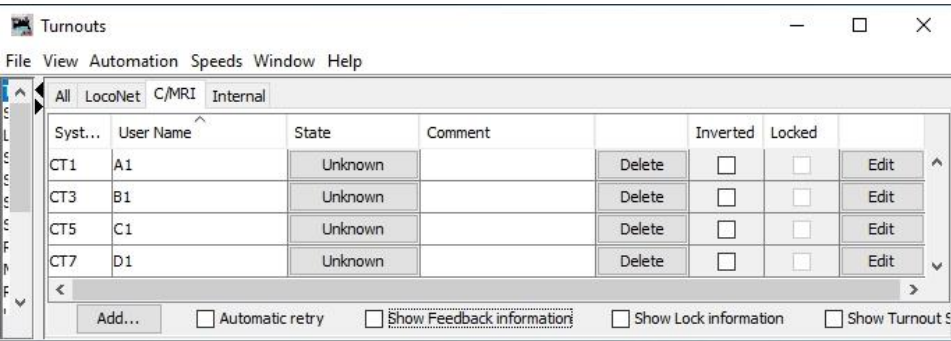 Turnouts
File View Automation Speeds Window Help
All LocoNet C/MRI Internal
Syst... User Name State Comment Inverted Locked
CT1 A1 Unknown Delete Edit
CT3 B1 Unknown Delete Edit
CT5 C1 Unknown Delete Edit
CT7 D1 Unknown Delete Edit
Add... Automatic retry Show Feedback information Show Lock information Show Turnout